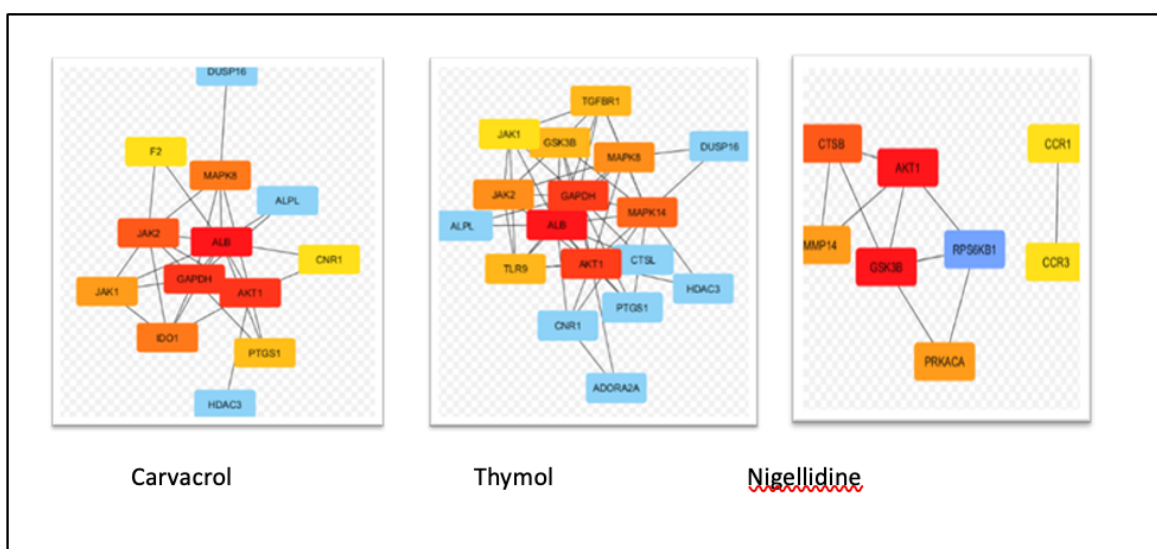 DUSP16
F2
MAPK8
ALPL
JAK2
ALB
CNR1
GAPDH
JAK1
AKT1
IDO1
PTGS1
HDAC3
TGFBR1
JAK1
GSK3B
DUSP16
MAPK8
JAK2
GAPDH
MAPK14
ALPL
ALB
TLR9
AKT1
CTSL
HDAC3
PTGS1
CNR1
ADORA2A
CTSB
CCR1
AKT1
MMP14
RPS6KB1
GSK3B
CCR3
PRKACA
Carvacrol
Thymol
Nigellidine